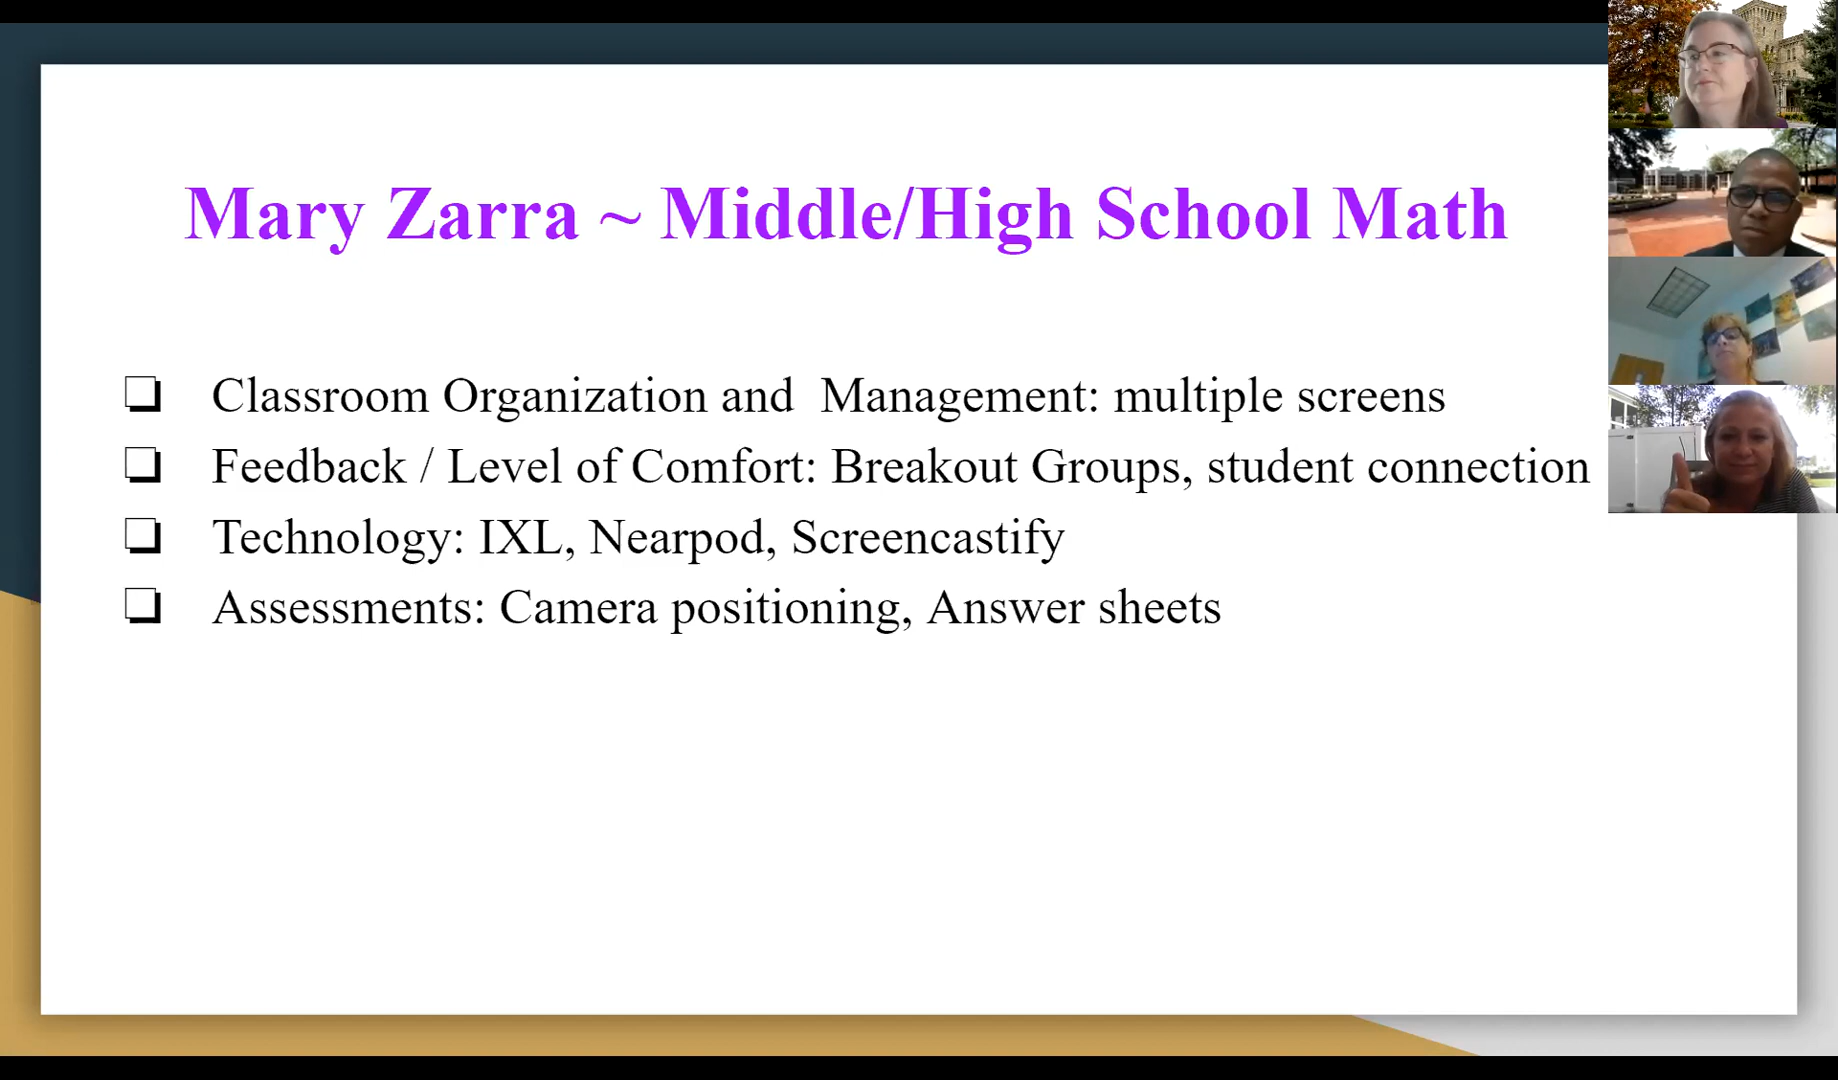 Mary Zarra ~ Middle/High School Math
❏ Classroom Organization and  Management: multiple screens
❏ Feedback / Level of Comfort: Breakout Groups, student connection
❏ Technology: IXL, Nearpod, Screencastify
❏ Assessments: Camera positioning, Answer sheets